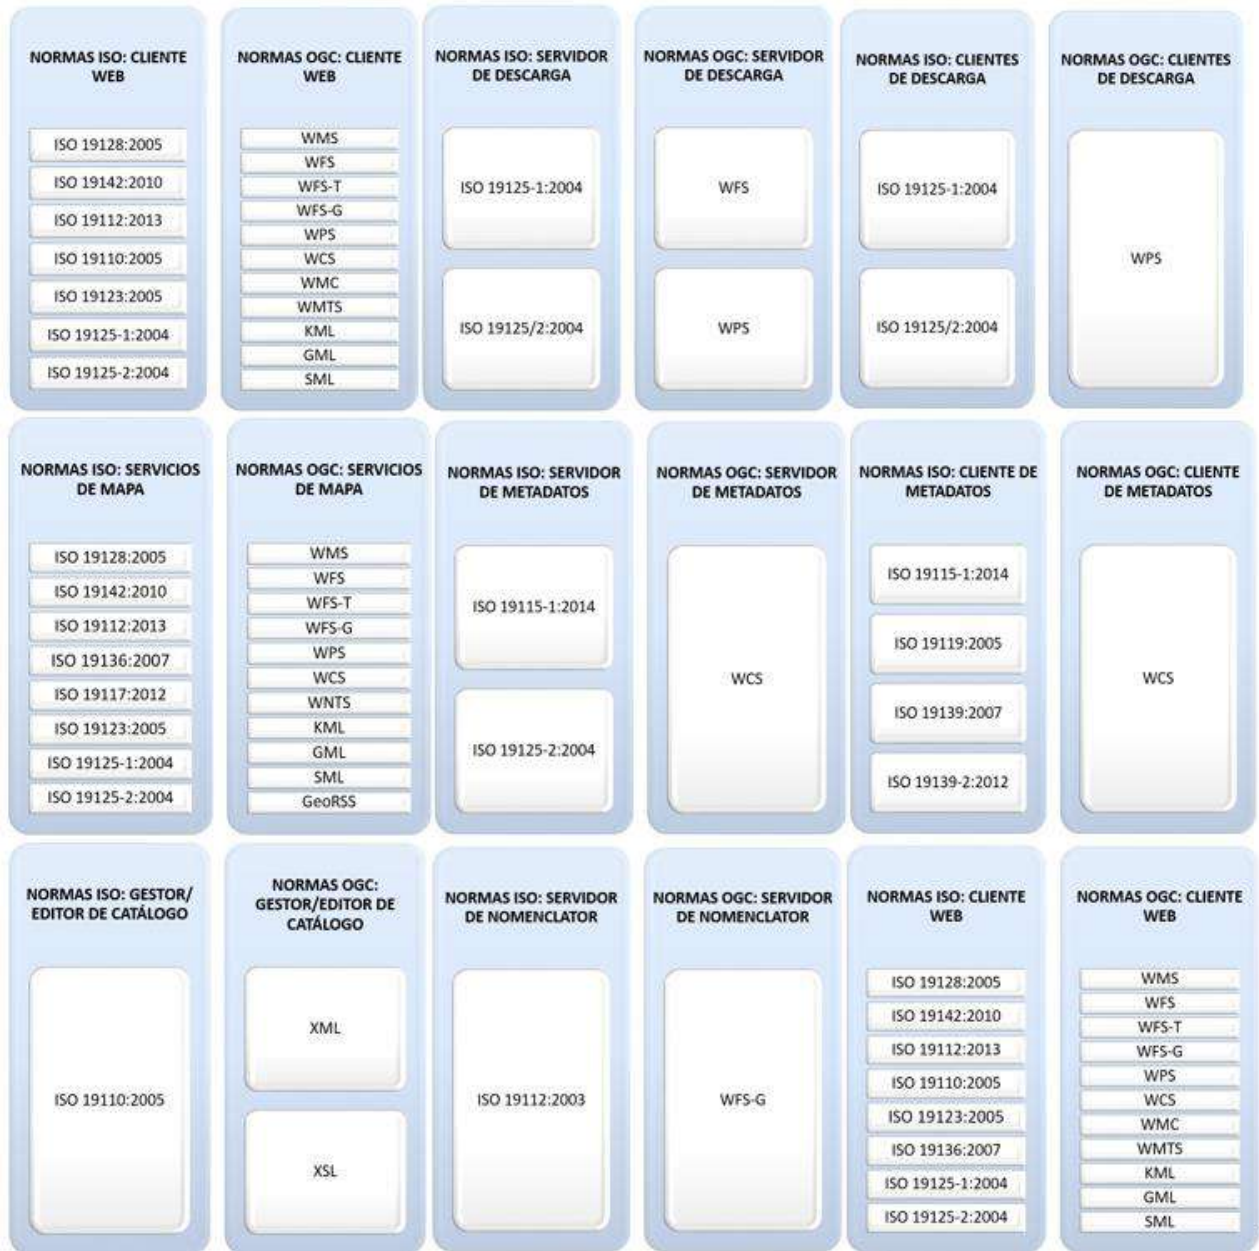 NORMAS ISO: CLIENTE
WEB
ISO 19128:2005
ISO 19142:2010
ISO 19112:2013
ISO 19110:2005
ISO 19123:2005
ISO 19125-1:2004
ISO 19125-2:2004
NORMAS OGC: CLIENTE
WEB
WMS
WFS
WFS-T
WFS-G
WPS
WCS
WMC
WMTS
KML
GML
SML
NORMAS ISO: SERVIDOR
DE DESCARGA
ISO 19125-1:2004
ISO 19125/2:2004
NORMAS OGC: SERVIDOR
DE DESCARGA
WFS
WPS
NORMAS ISO: CLIENTES
DE DESCARGA
ISO 19125-1:2004
ISO 19125/2:2004
NORMAS OGC: CLIENTES
DE DESCARGA
WPS
NORMAS ISO: SERVICIOS
DE MAPA
ISO 19128:2005
ISO 19142:2010
ISO 19112:2013
ISO 19136:2007
ISO 19117:2012
ISO 19123:2005
ISO 19125-1:2004
ISO 19125-2:2004
NORMAS OGC: SERVICIOS
DE MAPA
WMS
WFS
WFS-T
WFS-G
WPS
WCS
WNTS
KML
GML
SML
GeoRSS
NORMAS ISO: SERVIDOR
DE METADATOS
ISO 19115-1:2014
ISO 19125-2:2004
NORMAS OGC: SERVIDOR
DE METADATOS
WCS
NORMAS ISO: CLIENTE DE
METADATOS
ISO 19115-1:2014
ISO 19119:2005
ISO 19139:2007
ISO 19139-2:2012
NORMAS OGC: CLIENTE
DE METADATOS
WCS
NORMAS ISO: GESTOR/
EDITOR DE CATÁLOGO
ISO 19110:2005
NORMAS OGC:
GESTOR/EDITOR DE
CATÁLOGO
XML
XSL
NORMAS ISO: SERVIDOR
DE NOMENCLATOR
ISO 19112:2003
NORMAS OGC: SERVIDOR
DE NOMENCLATOR
WFS-G
NORMAS ISO: CLIENTE
WEB
ISO 19128:2005
ISO 19142:2010
ISO 19112:2013
ISO 19110:2005
ISO 19123:2005
ISO 19136:2007
ISO 19125-1:2004
ISO 19125-2:2004
NORMAS OGC: CLIENTE
WEB
WMS
WFS
WFS-T
WFS-G
WPS
WCS
WMC
WMTS
KML
GML
SML